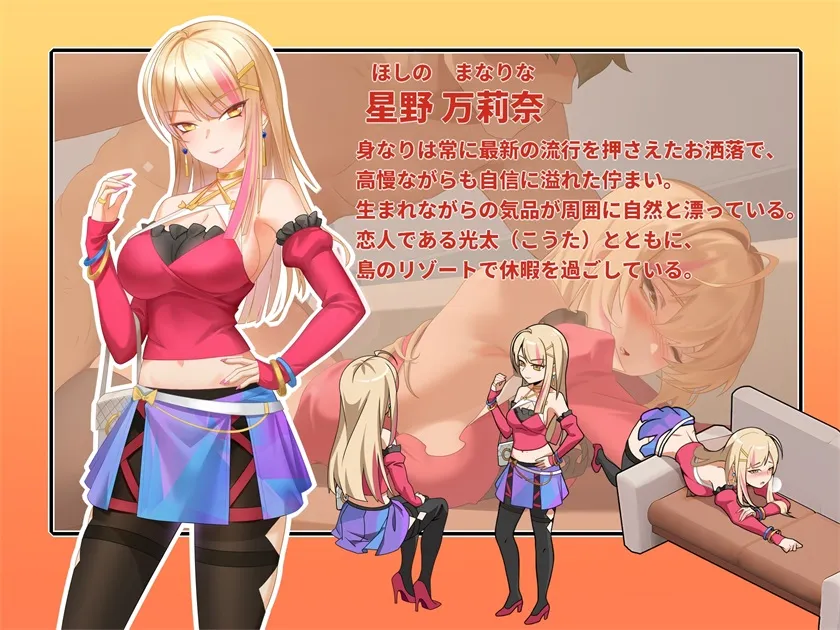 ほしの　まなりな
星野 万莉奈
身なりは常に最新の流行を押さえたお洒落で、
高慢ながらも自信に溢れた佇まい。
生まれながらの気品が周囲に自然と漂っている。
恋人である光太（こうた）とともに、
島のリゾートで休暇を過ごしている。